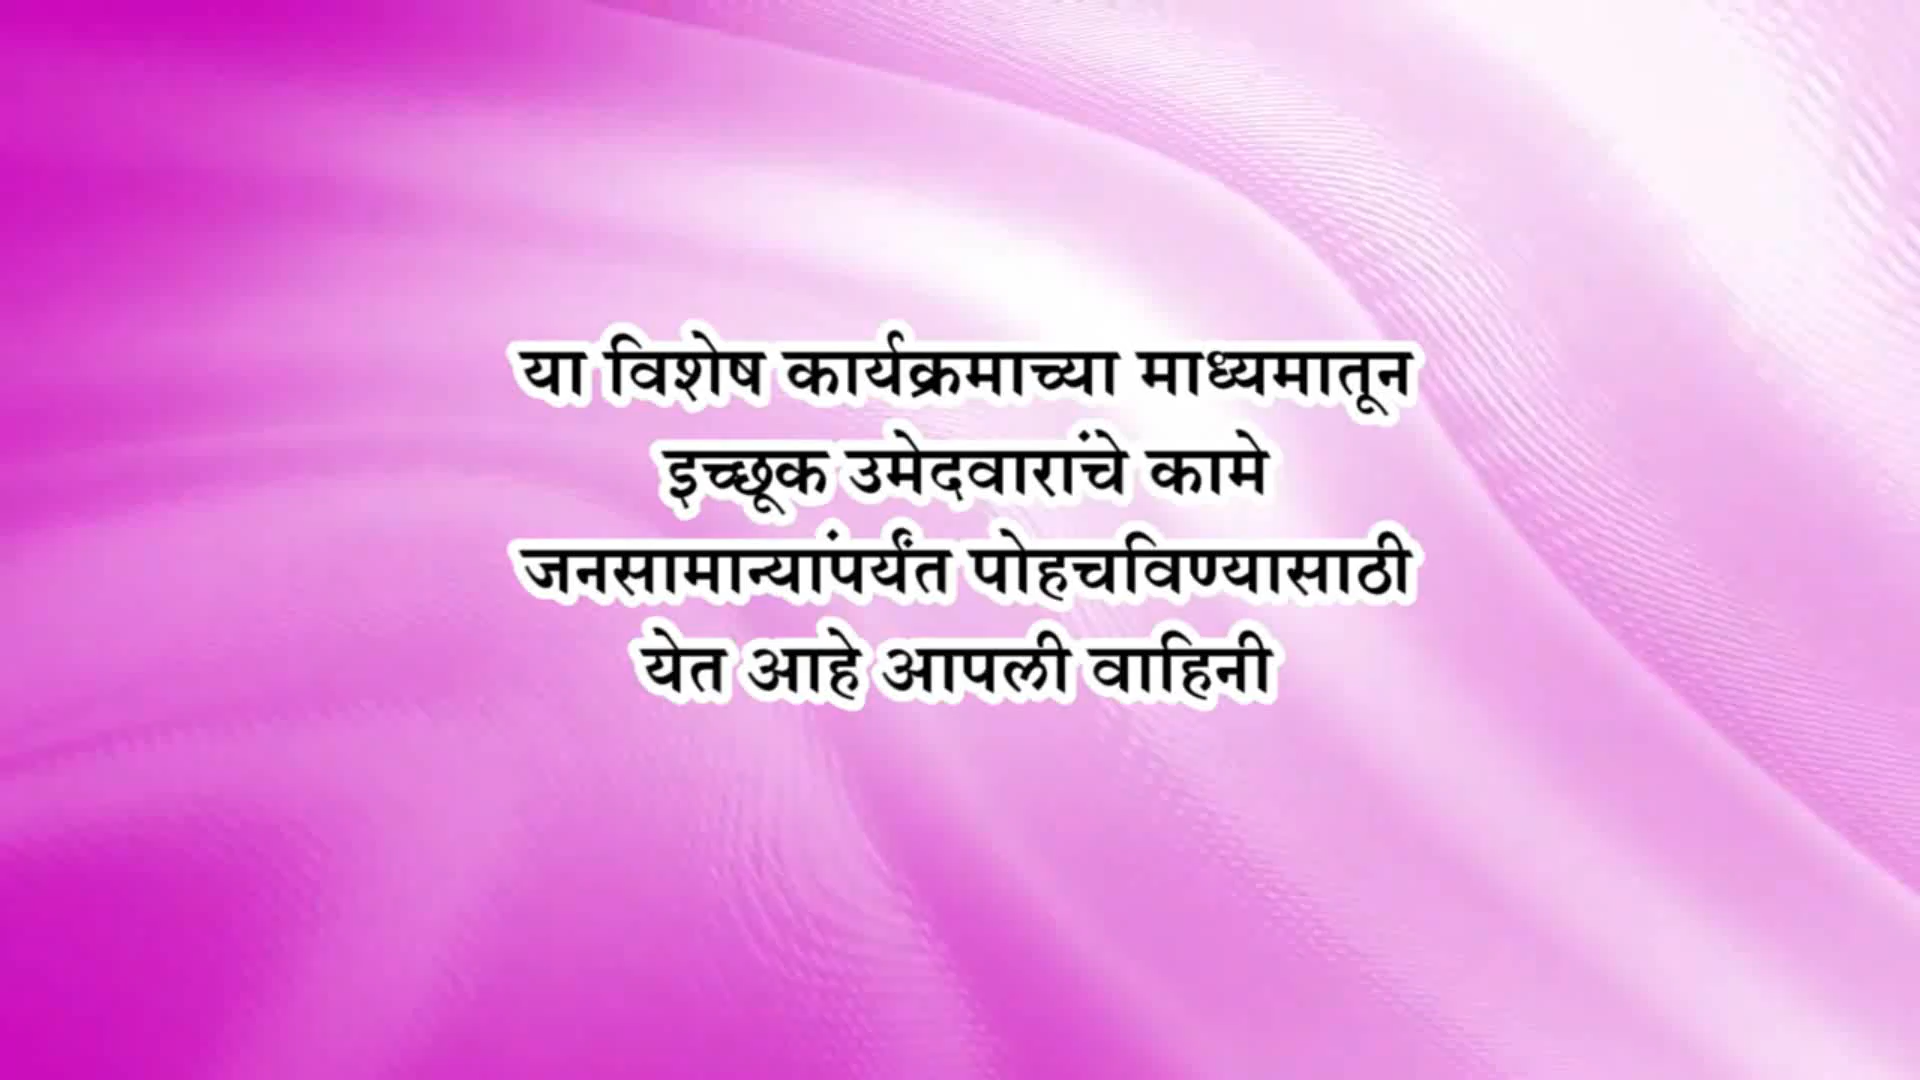 या विशेष कार्यक्रमाच्या माध्यमातून
इच्छूक उमेदवारांचे कामे
जनसामान्यांपर्यंत पोहचविण्यासाठी
येत आहे आपली वाहिनी